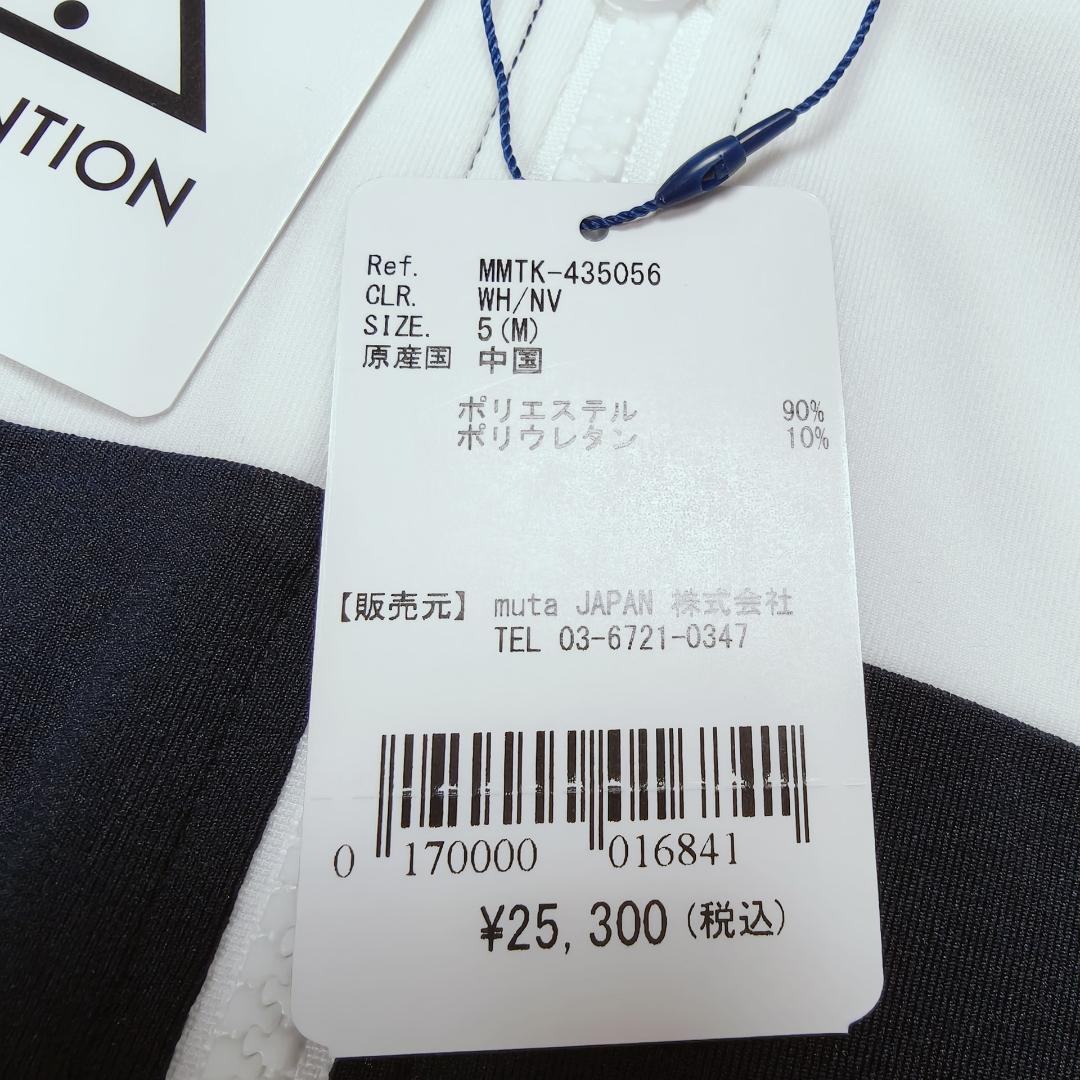 NTION
Ref. MMTK-435056
CLR. WH/NV
SIZE. 5(M)
原産国 中国
ポリエステル 90%
ポリウレタン 10%
【販売元】 muta JAPAN 株式会社
TEL 03-6721-0347
0 170000 016841
¥25,300(税込)